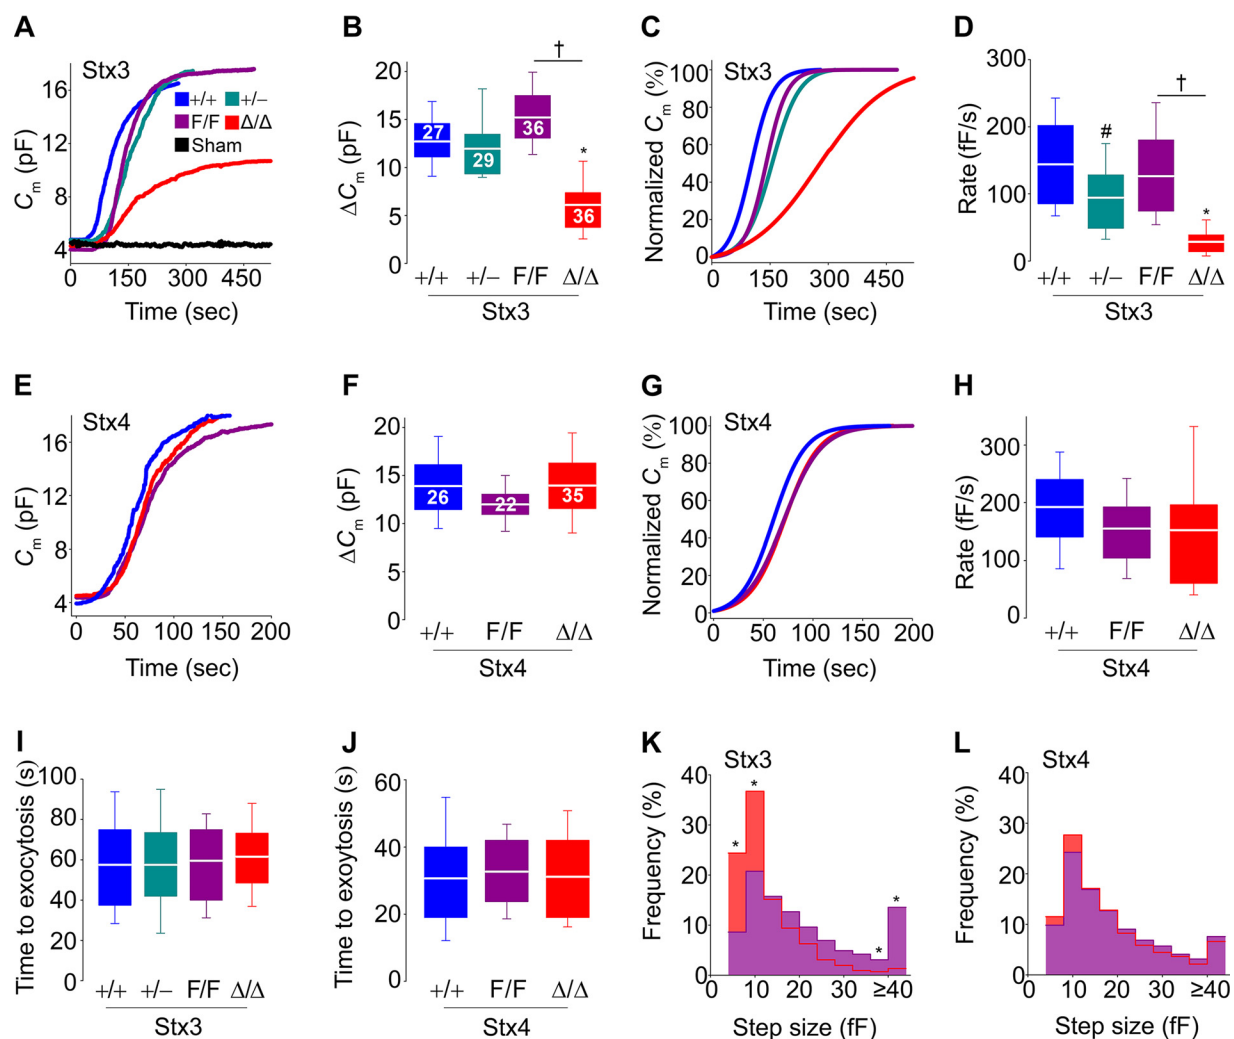 A
Stx3
Cm (pF)
16
12
8
4
+/+ +/−
F/F Δ/Δ
Sham
0 150 300 450
Time (sec)
B
ΔCm (pF)
20
15
10
5
0
27
29
36
36
†
*
+/+ +/− F/F Δ/Δ
Stx3
C
Stx3
Normalized Cm (%)
100
80
60
40
20
0
0 150 300 450
Time (sec)
D
Rate (fF/s)
300
200
100
0
#
†
*
+/+ +/− F/F Δ/Δ
Stx3
E
Stx4
Cm (pF)
16
12
8
4
0 50 100 150 200
Time (sec)
F
ΔCm (pF)
20
15
10
5
0
26
22
35
+/+ F/F Δ/Δ
Stx4
G
Stx4
Normalized Cm (%)
100
80
60
40
20
0
0 50 100 150 200
Time (sec)
H
Rate (fF/s)
300
200
100
0
+/+ F/F Δ/Δ
Stx4
I
Time to exocytosis (s)
100
80
60
40
20
0
+/+ +/− F/F Δ/Δ
Stx3
J
Time to exoytosis (s)
60
40
20
0
+/+ F/F Δ/Δ
Stx4
K
Stx3
Frequency (%)
40
30
20
10
0
*
*
*
*
0 10 20 30 ≥40
Step size (fF)
L
Stx4
Frequency (%)
40
30
20
10
0
0 10 20 30 ≥40
Step size (fF)